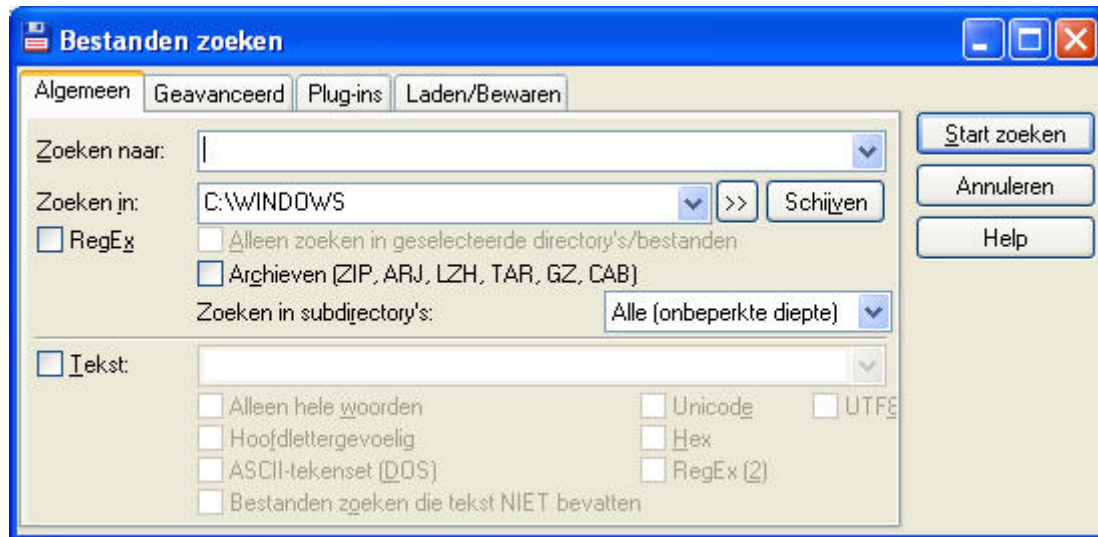 Bestanden zoeken
Algemeen Geavanceerd Plug-ins Laden/Bewaren
Zoeken naar: Start zoeken
Zoeken in: C:\WINDOWS >> Schijven Annuleren
RegEx Alleen zoeken in geselecteerde directory's/bestanden Help
Archieven (ZIP, ARJ, LZH, TAR, GZ, CAB)
Zoeken in subdirectory's: Alle (onbeperkte diepte)
Tekst:
Alleen hele woorden Unicode UTF8
Hoofdlettergevoelig Hex
ASCII-tekenset (DOS) RegEx (2)
Bestanden zoeken die tekst NIET bevatten